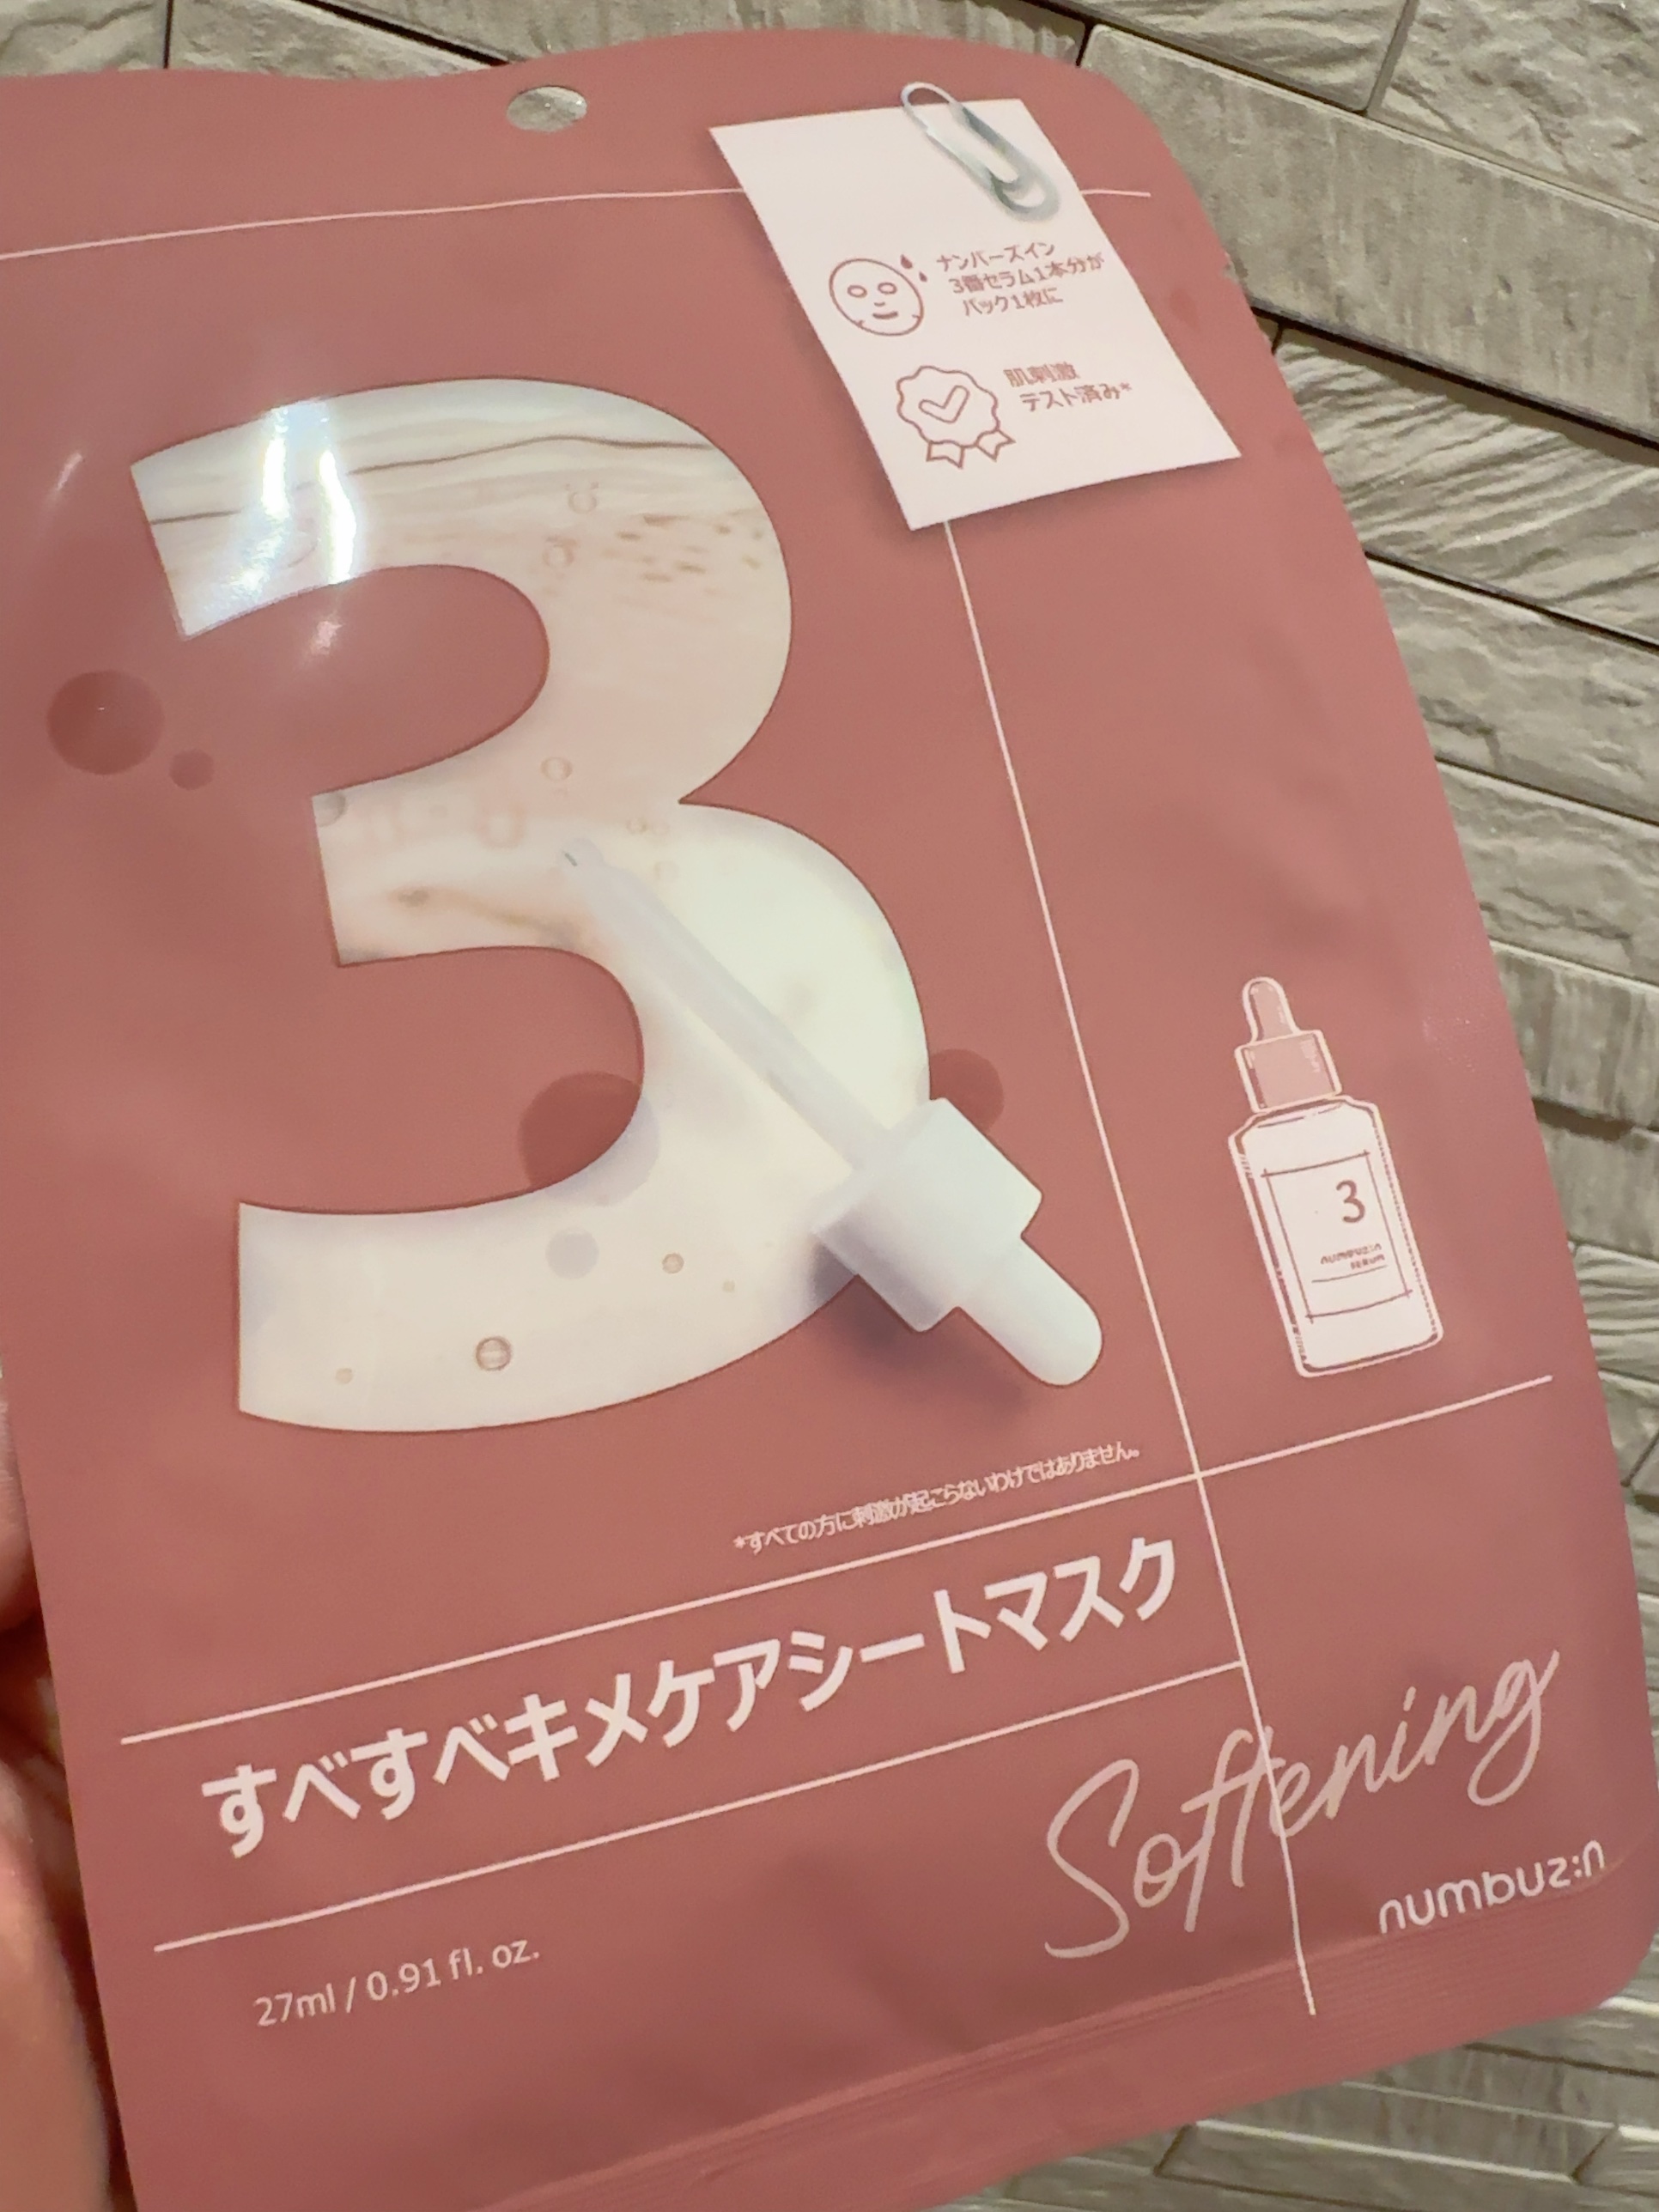 ナンバーズイン
3番セラム1本分が
パック1枚に
肌刺激
テスト済み*
3
3
numbuz:n
SERUM
*すべての方に刺激が起こらないわけではありません。
すべすべキメケアシートマスク
Softening
numbuz:n
27ml / 0.91 fl. oz.